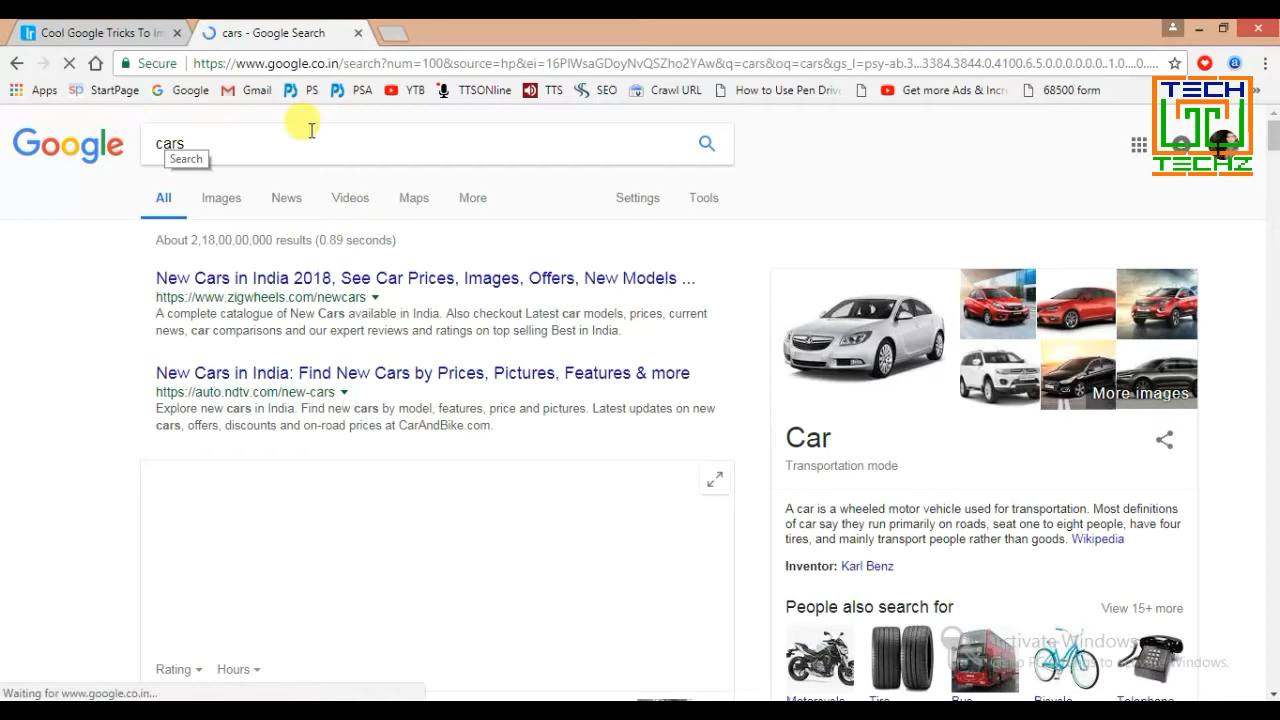 Cool Google Tricks To Im
cars - Google Search
Secure
https://www.google.co.in/search?num=100&source=hp&ei=16PlWsaGDoyNvQSZho2YAw&q=cars&oq=cars&gs_l=psy-ab.3...3384.3844.0.4100.6.5.0.0.0.0.0.0..1.0....0...
Apps
StartPage
Google
Gmail
PS
PSA
YTB
TTSONline
TTS
SEO
Crawl URL
How to Use Pen Drive
Get more Ads & Incre
68500 form
TECH
TECHZ
Google
cars
Search
All
Images
News
Videos
Maps
More
Settings
Tools
About 2,18,00,00,000 results (0.89 seconds)
New Cars in India 2018, See Car Prices, Images, Offers, New Models ...
https://www.zigwheels.com/newcars
A complete catalogue of New Cars available in India. Also checkout Latest car models, prices, current
news, car comparisons and our expert reviews and ratings on top selling Best in India.
New Cars in India: Find New Cars by Prices, Pictures, Features & more
https://auto.ndtv.com/new-cars
Explore new cars in India. Find new cars by model, features, price and pictures. Latest updates on new
cars, offers, discounts and on-road prices at CarAndBike.com.
Rating
Hours
More images
Car
Transportation mode
A car is a wheeled motor vehicle used for transportation. Most definitions
of car say they run primarily on roads, seat one to eight people, have four
tires, and mainly transport people rather than goods. Wikipedia
Inventor: Karl Benz
People also search for
View 15+ more
Activate Windows
Waiting for www.google.co.in...